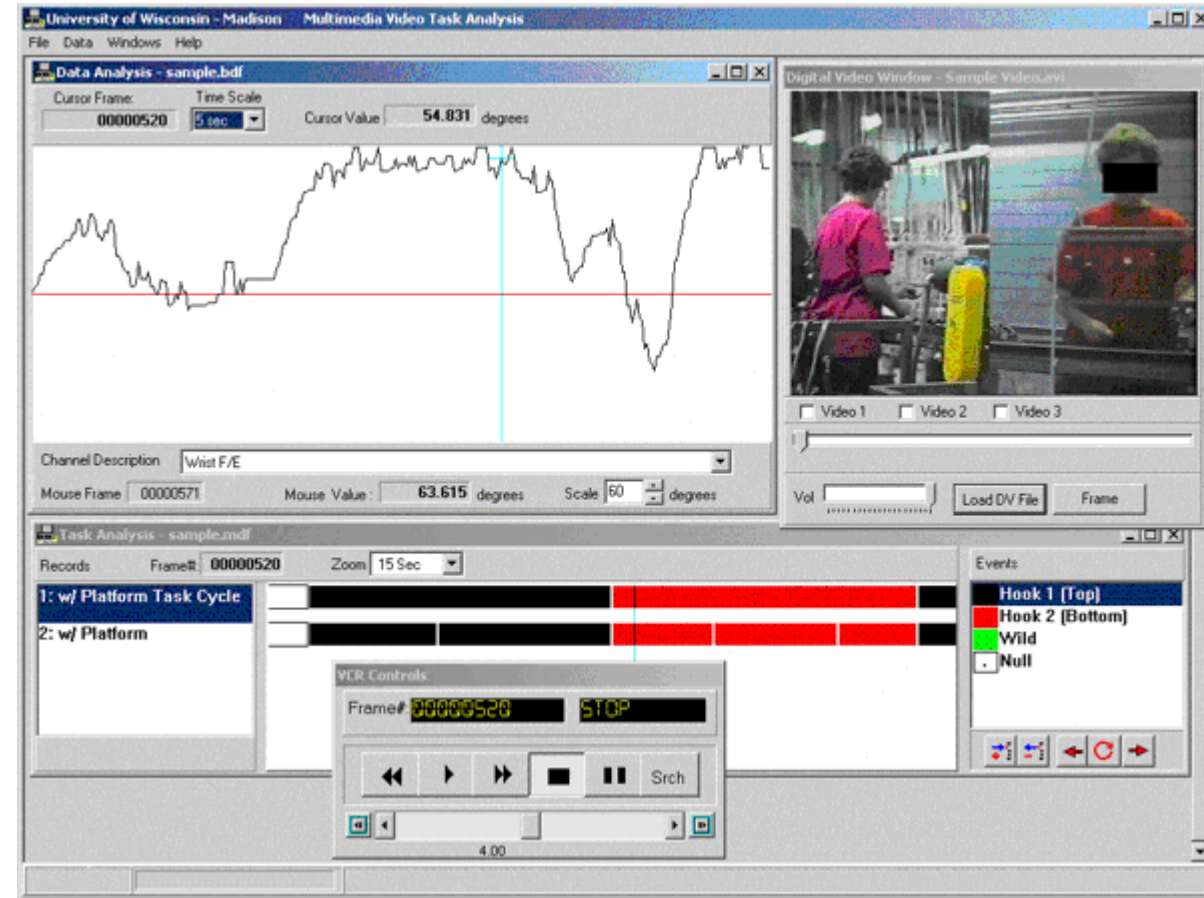 University of Wisconsin - Madison Multimedia Video Task Analysis
File Data Windows Help
Data Analysis - sample.bdf
Cursor Frame: Time Scale
00000520 5 sec Cursor Value 54.831 degrees
Channel Description Wrist F/E
Mouse Frame 00000571 Mouse Value : 63.615 degrees Scale 60 degrees
Digital Video Window - Sample Video.avi
Video 1 Video 2 Video 3
Vol Load DV File Frame
Task Analysis - sample.mdf
Records Frame#: 00000520 Zoom 15 Sec
1: w/ Platform Task Cycle
2: w/ Platform
Events
Hook 1 (Top)
Hook 2 (Bottom)
Wild
. Null
VCR Controls
Frame# 00000520 STOP
Srch
4.00